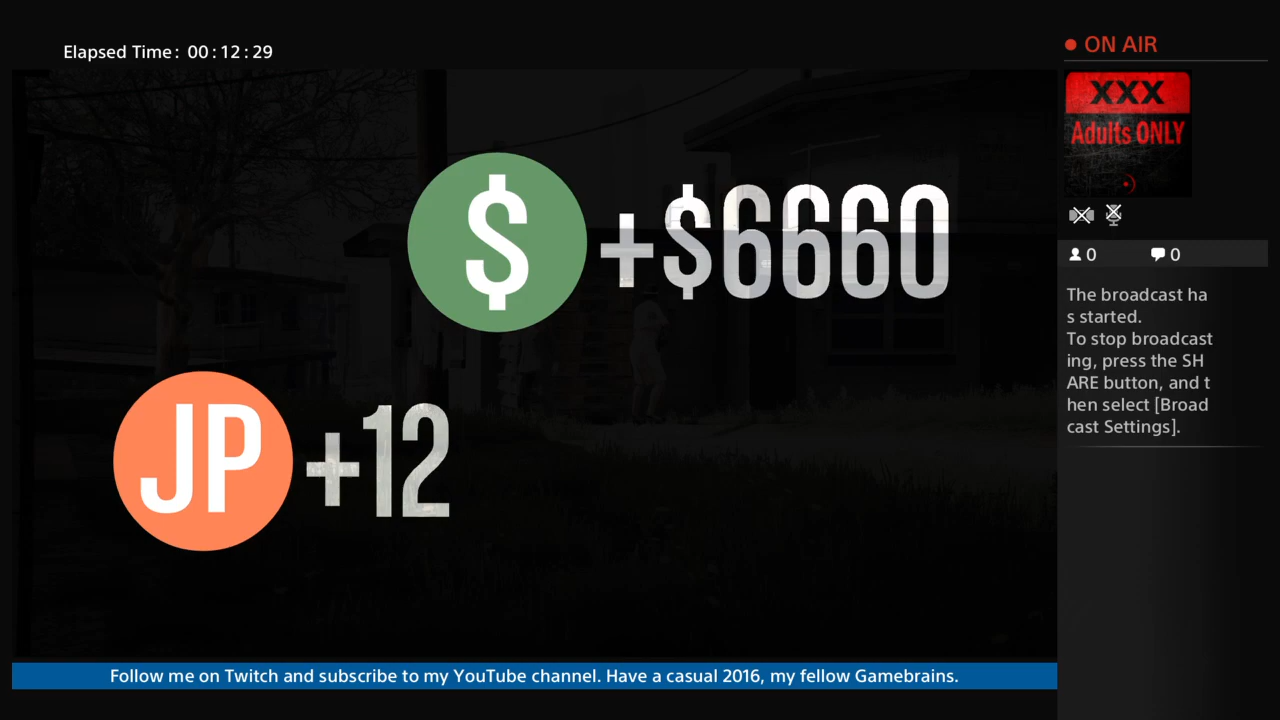 Elapsed Time: 00:12:29
ON AIR
XXX
Adults ONLY
0 0
$ +$6660
JP +12
The broadcast ha
s started.
To stop broadcast
ing, press the SH
ARE button, and t
hen select [Broad
cast Settings].
Follow me on Twitch and subscribe to my YouTube channel. Have a casual 2016, my fellow Gamebrains.